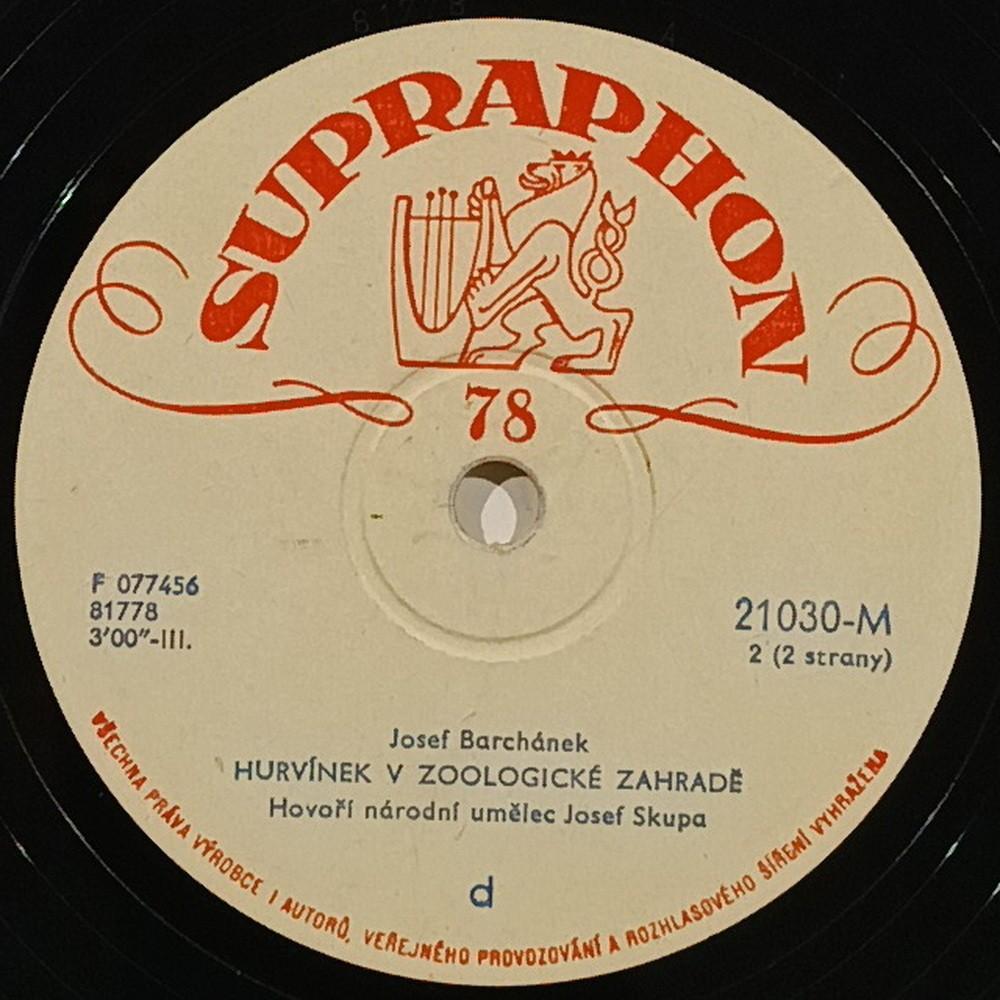 81778
A
SUPRAPHON
78
F 077456
81778
3'00"-III.
21030-M
2 (2 strany)
Josef Barchánek
HURVÍNEK V ZOOLOGICKÉ ZAHRADĚ
Hovoří národní umělec Josef Skupa
d
VŠECHNA PRÁVA VÝROBCE I AUTORŮ, VEŘEJNÉHO PROVOZOVÁNÍ A ROZHLASOVÉHO ŠÍŘENÍ VYHRAŽENA